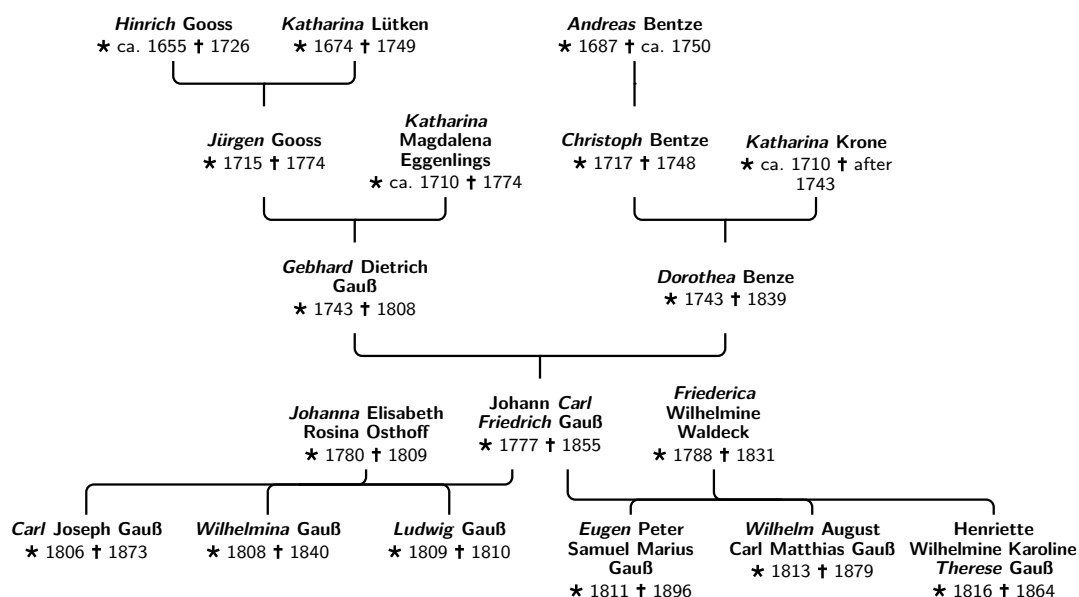 Hinrich Gooss
★ ca. 1655 ✝ 1726
Katharina Lütken
★ 1674 ✝ 1749
Andreas Bentze
★ 1687 ✝ ca. 1750
Jürgen Gooss
★ 1715 ✝ 1774
Katharina
Magdalena
Eggenlings
★ ca. 1710 ✝ 1774
Christoph Bentze
★ 1717 ✝ 1748
Katharina Krone
★ ca. 1710 ✝ after
1743
Gebhard Dietrich
Gauß
★ 1743 ✝ 1808
Dorothea Benze
★ 1743 ✝ 1839
Johanna Elisabeth
Rosina Osthoff
★ 1780 ✝ 1809
Johann Carl
Friedrich Gauß
★ 1777 ✝ 1855
Friederica
Wilhelmine
Waldeck
★ 1788 ✝ 1831
Carl Joseph Gauß
★ 1806 ✝ 1873
Wilhelmina Gauß
★ 1808 ✝ 1840
Ludwig Gauß
★ 1809 ✝ 1810
Eugen Peter
Samuel Marius
Gauß
★ 1811 ✝ 1896
Wilhelm August
Carl Matthias Gauß
★ 1813 ✝ 1879
Henriette
Wilhelmine Karoline
Therese Gauß
★ 1816 ✝ 1864